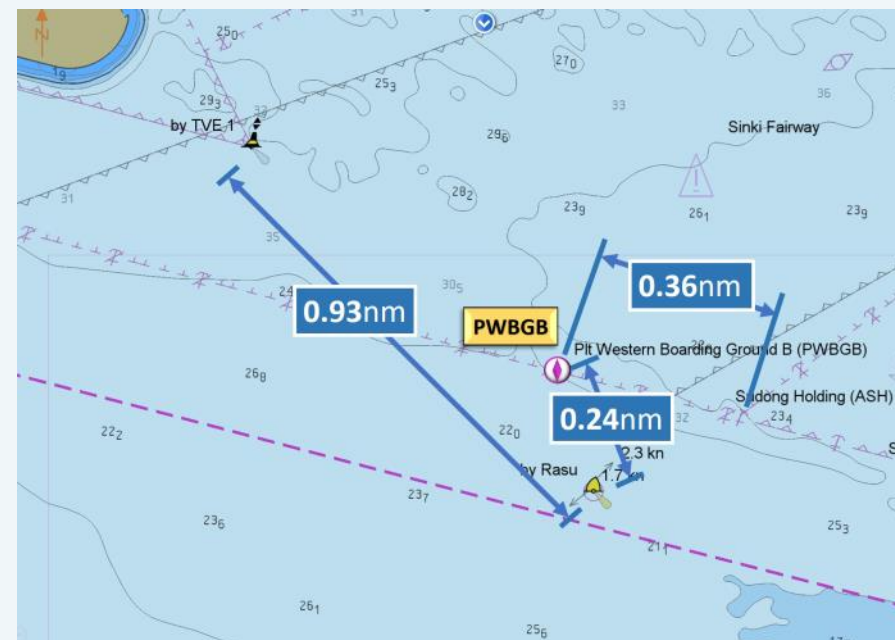 N
25₀
27₀
19
25₃
36
29₃
32
33
by TVE 1
29₆
Sinki Fairway
31
28₂
23₉
26₁
23₉
35
30₅
0.36nm
24
0.93nm
PWBGB
Plt Western Boarding Ground B (PWBGB)
26₈
Sudong Holding (ASH)
32
23₄
22₂
22₀
0.24nm
2.3 kn
by Rasu
1.7 kn
23₇
23₆
25₃
21₁
26₁
25₆